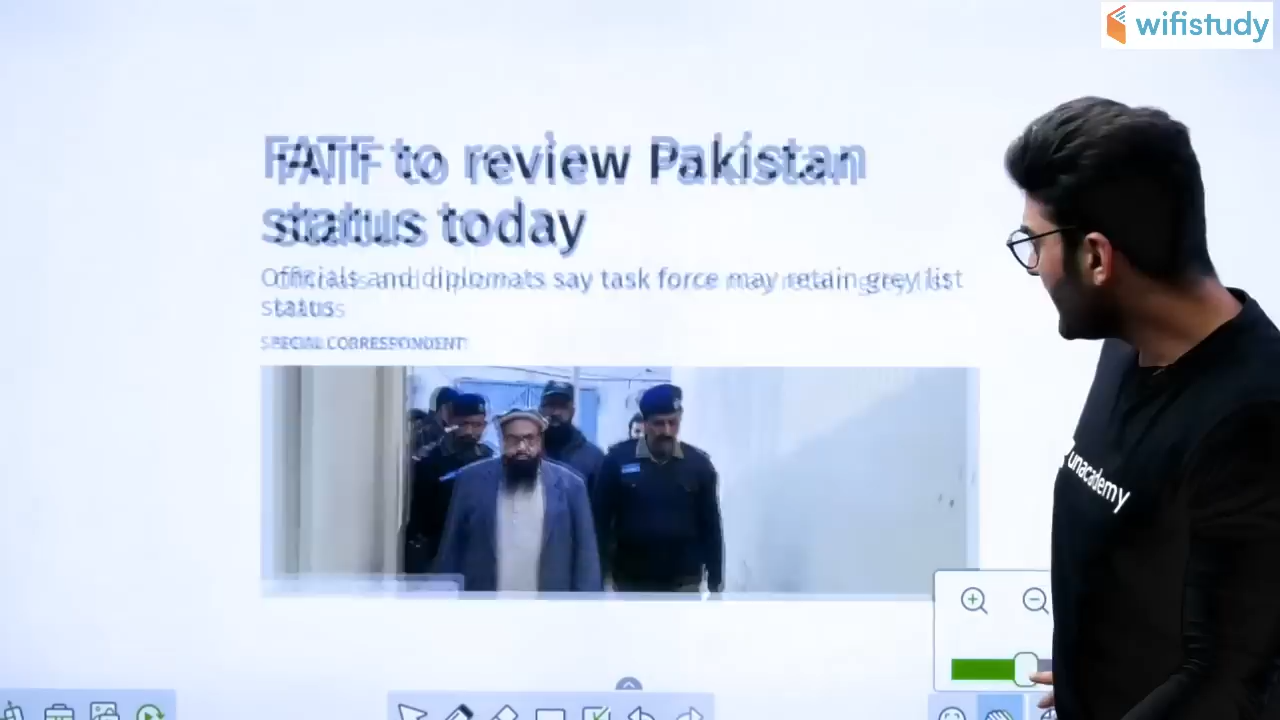 wifistudy
FATF to review Pakistan
status today
Officials and diplomats say task force may retain grey list
status
SPECIAL CORRESPONDENT
unacademy